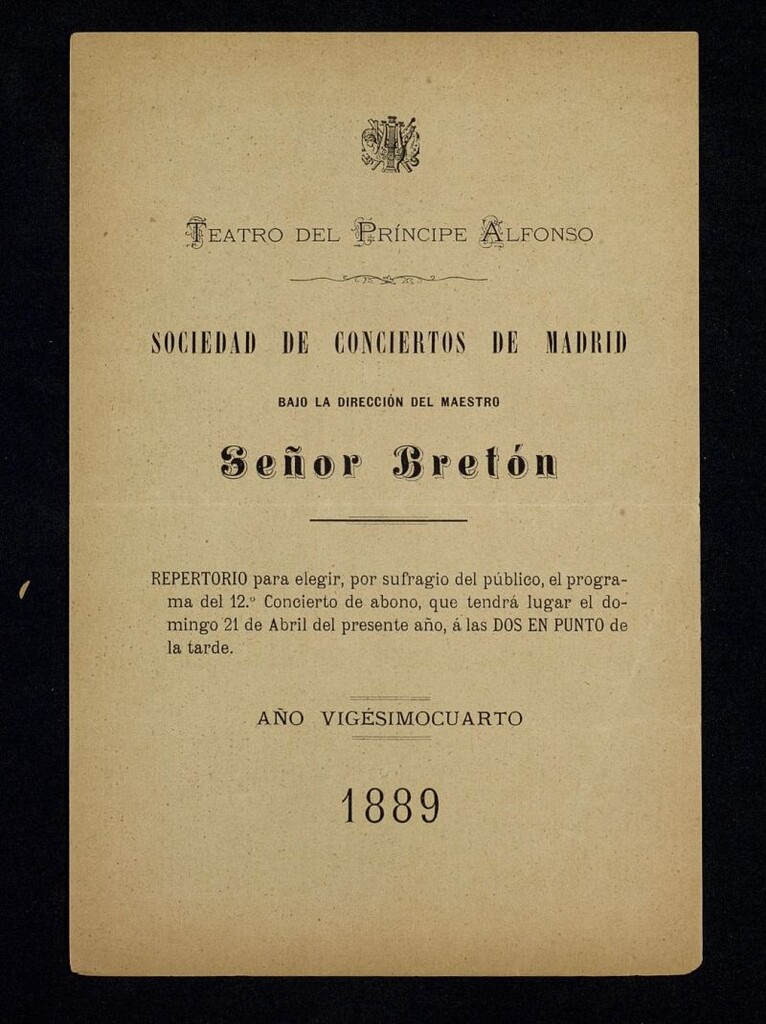 TEATRO DEL PRÍNCIPE ALFONSO
SOCIEDAD DE CONCIERTOS DE MADRID
BAJO LA DIRECCIÓN DEL MAESTRO
Señor Bretón
REPERTORIO para elegir, por sufragio del público, el progra-
ma del 12.º Concierto de abono, que tendrá lugar el do-
mingo 21 de Abril del presente año, á las DOS EN PUNTO de
la tarde.
AÑO VIGÉSIMOCUARTO
1889